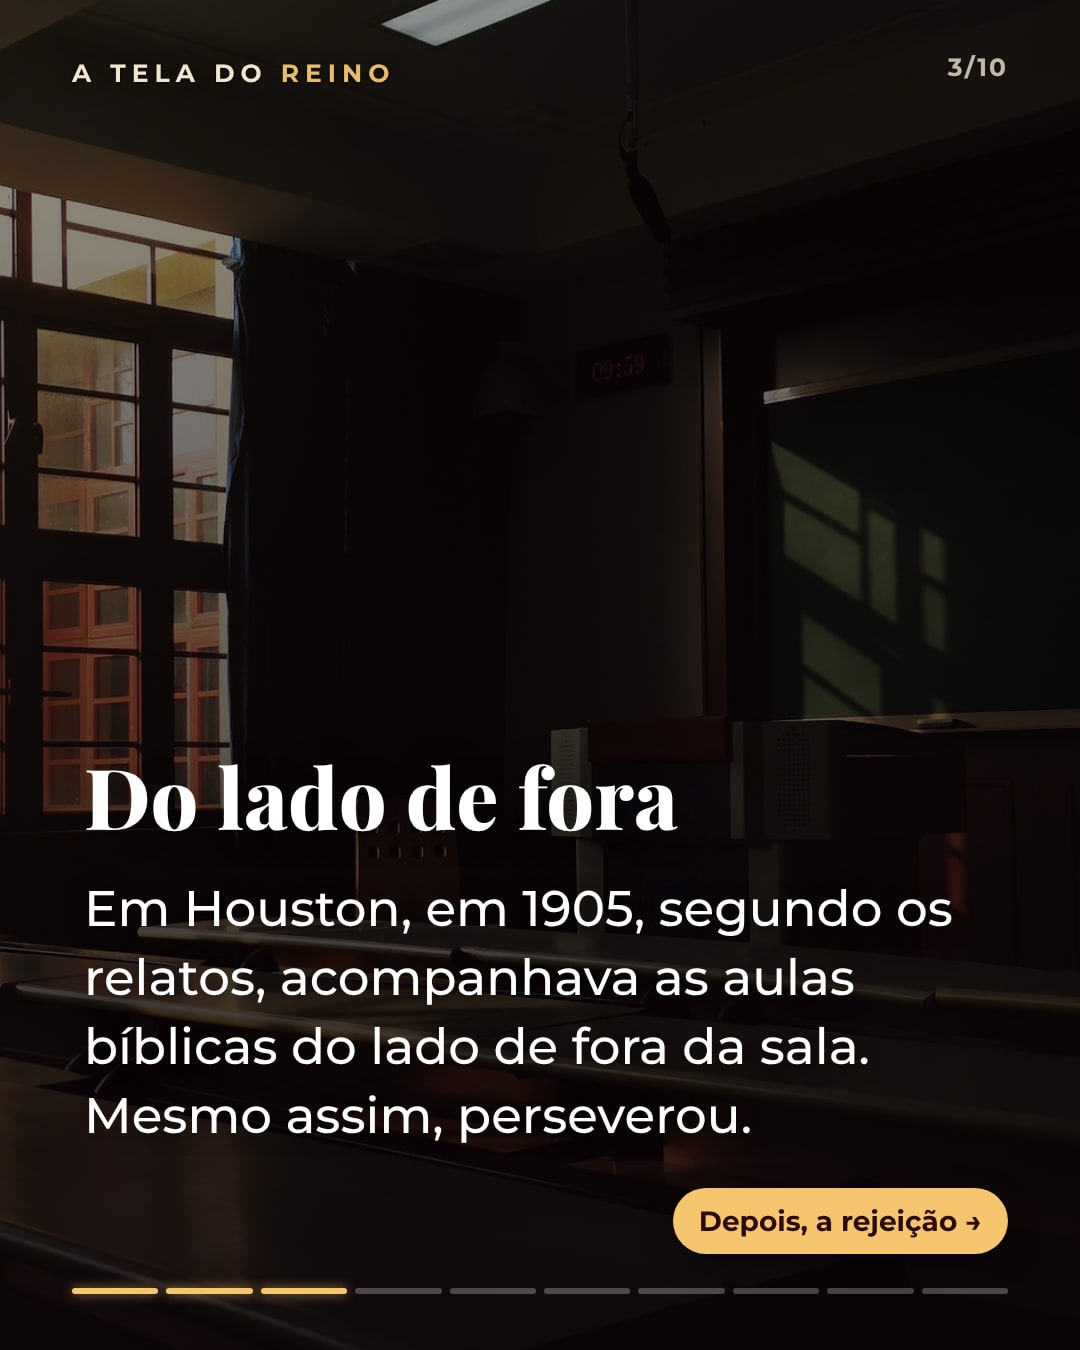 A TELA DO REINO
3/10
09:59
Do lado de fora
Em Houston, em 1905, segundo os
relatos, acompanhava as aulas
bíblicas do lado de fora da sala.
Mesmo assim, perseverou.
Depois, a rejeição →